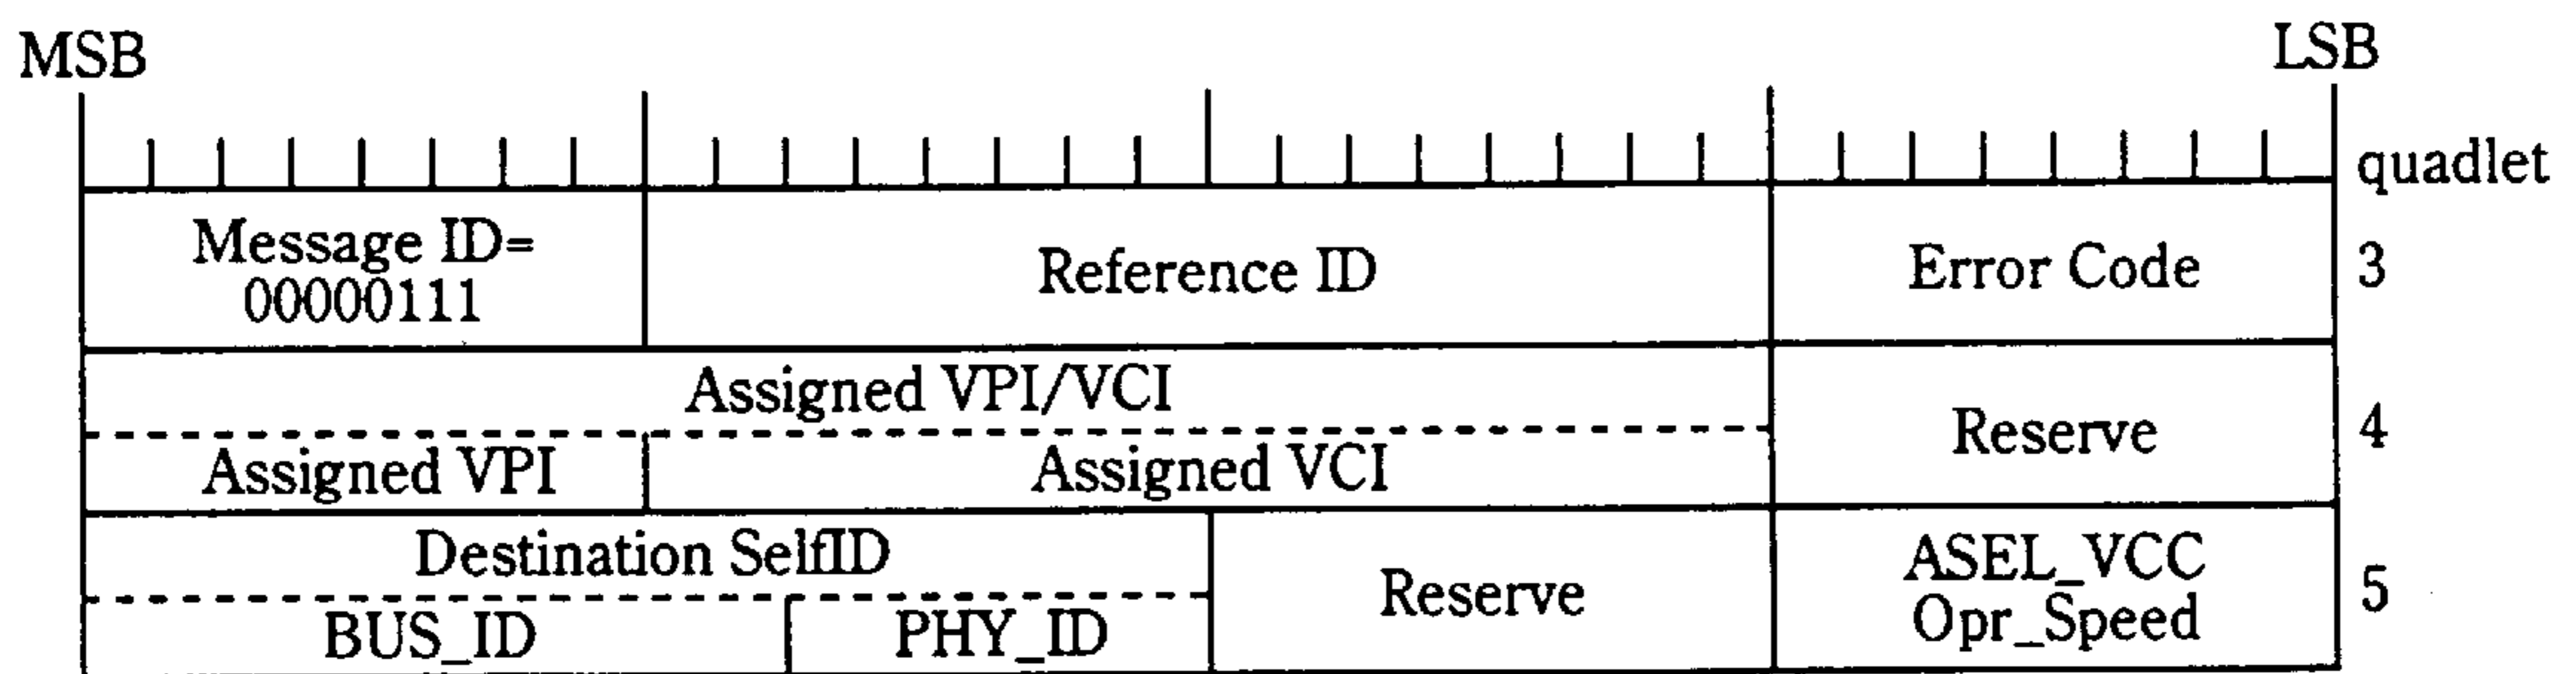 MSB
LSB
quadlet
Message ID=
00000111
Reference ID
Error Code
3
Assigned VPI/VCI
Reserve
4
Assigned VPI
Assigned VCI
Destination SelfID
Reserve
ASEL_VCC
Opr_Speed
5
BUS_ID
PHY_ID